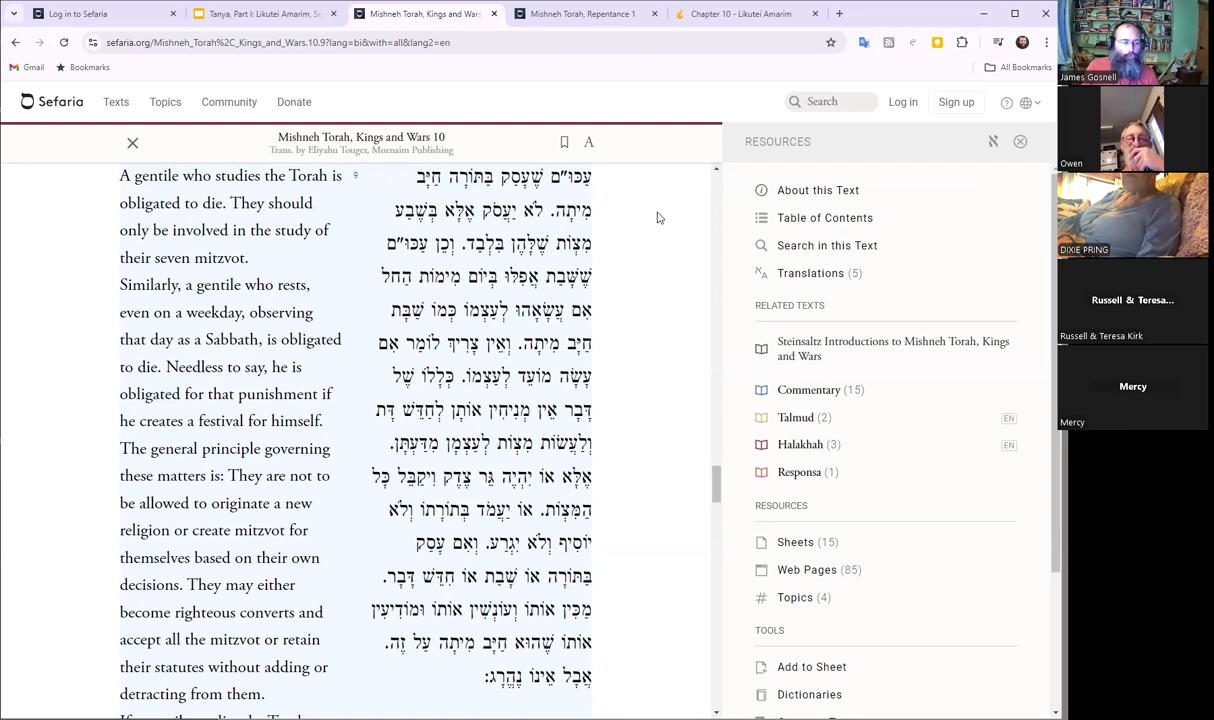 Log in to Sefaria
Tanya, Part I; Likutei Amarim, Se
Mishneh Torah, Kings and Wars
Mishneh Torah, Repentance 1
Chapter 10 - Likutei Amarim
sefaria.org/Mishneh_Torah%2C_Kings_and_Wars.10.9?lang=bi&with=all&lang2=en
Gmail
Bookmarks
All Bookmarks
Sefaria
Texts
Topics
Community
Donate
Search
Log in
Sign up
Mishneh Torah, Kings and Wars 10
Trans. by Eliyahu Touger, Moznaim Publishing
A
A gentile who studies the Torah is
obligated to die. They should
only be involved in the study of
their seven mitzvot.
Similarly, a gentile who rests,
even on a weekday, observing
that day as a Sabbath, is obligated
to die. Needless to say, he is
obligated for that punishment if
he creates a festival for himself.
The general principle governing
these matters is: They are not to
be allowed to originate a new
religion or create mitzvot for
themselves based on their own
decisions. They may either
become righteous converts and
accept all the mitzvot or retain
their statutes without adding or
detracting from them.
9
עַכּוּ"ם שֶׁעָסַק בַּתּוֹרָה חַיָּב
מִיתָה. לֹא יַעֲסֹק אֶלָּא בְּשֶׁבַע
מִצְוֹת שֶׁלָּהֶן בִּלְבַד. וְכֵן עַכּוּ"ם
שֶׁשָּׁבַת אֲפִלּוּ בְּיוֹם מִימוֹת הַחל
אִם עֲשָׂאָהוּ לְעַצְמוֹ כְּמוֹ שַׁבָּת
חַיָּב מִיתָה. וְאֵין צָרִיךְ לוֹמַר אִם
עָשָׂה מוֹעֵד לְעַצְמוֹ. כְּלָלוֹ שֶׁל
דָּבָר אֵין מְנִיחִין אוֹתָן לְחַדֵּשׁ דָּת
וְלַעֲשׂוֹת מִצְוֹת לְעַצְמָן מִדַּעְתָּן.
אֶלָּא אוֹ יִהְיֶה גֵּר צֶדֶק וִיקַבֵּל כָּל
הַמִּצְוֹת. אוֹ יַעֲמֹד בְּתוֹרָתוֹ וְלֹא
יוֹסִיף וְלֹא יִגְרַע. וְאִם עָסַק
בַּתּוֹרָה אוֹ שָׁבַת אוֹ חִדֵּשׁ דָּבָר.
מַכִּין אוֹתוֹ וְעוֹנְשִׁין אוֹתוֹ וּמוֹדִיעִין
אוֹתוֹ שֶׁהוּא חַיָּב מִיתָה עַל זֶה.
אֲבָל אֵינוֹ נֶהֱרָג:
RESOURCES
About this Text
Table of Contents
Search in this Text
Translations (5)
RELATED TEXTS
Steinsaltz Introductions to Mishneh Torah, Kings
and Wars
Commentary (15)
Talmud (2) EN
Halakhah (3) EN
Responsa (1)
RESOURCES
Sheets (15)
Web Pages (85)
Topics (4)
TOOLS
Add to Sheet
Dictionaries
James Gosnell
Owen
DIXIE PRING
Russell & Teresa...
Russell & Teresa Kirk
Mercy
Mercy